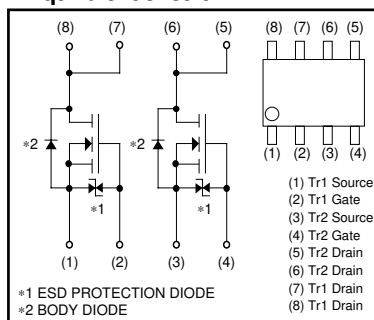 (8) (7) (6) (5)
(8) (7) (6) (5)
*2 *2
*1 *1
(1) (2) (3) (4)
(1) (2) (3) (4)
(1) Tr1 Source
(2) Tr1 Gate
(3) Tr2 Source
(4) Tr2 Gate
(5) Tr2 Drain
(6) Tr2 Drain
(7) Tr1 Drain
(8) Tr1 Drain
*1 ESD PROTECTION DIODE
*2 BODY DIODE